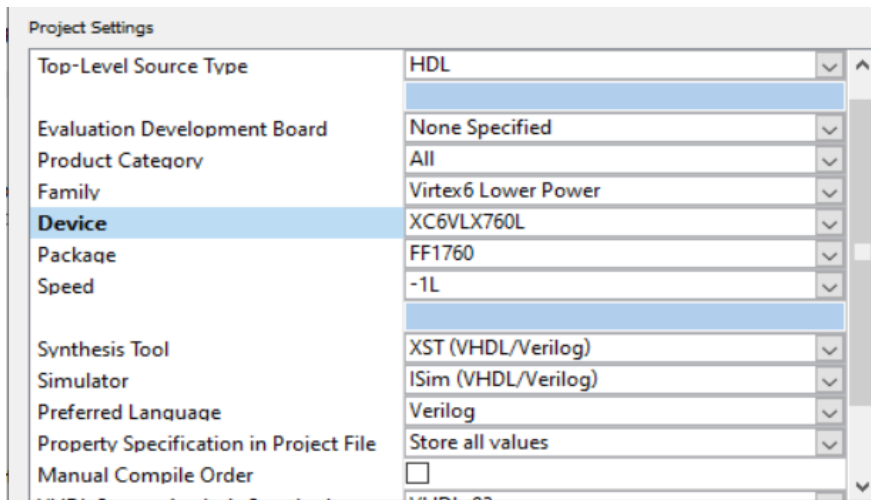 Project Settings
Top-Level Source Type HDL
Evaluation Development Board None Specified
Product Category All
Family Virtex6 Lower Power
Device XC6VLX760L
Package FF1760
Speed -1L
Synthesis Tool XST (VHDL/Verilog)
Simulator ISim (VHDL/Verilog)
Preferred Language Verilog
Property Specification in Project File Store all values
Manual Compile Order